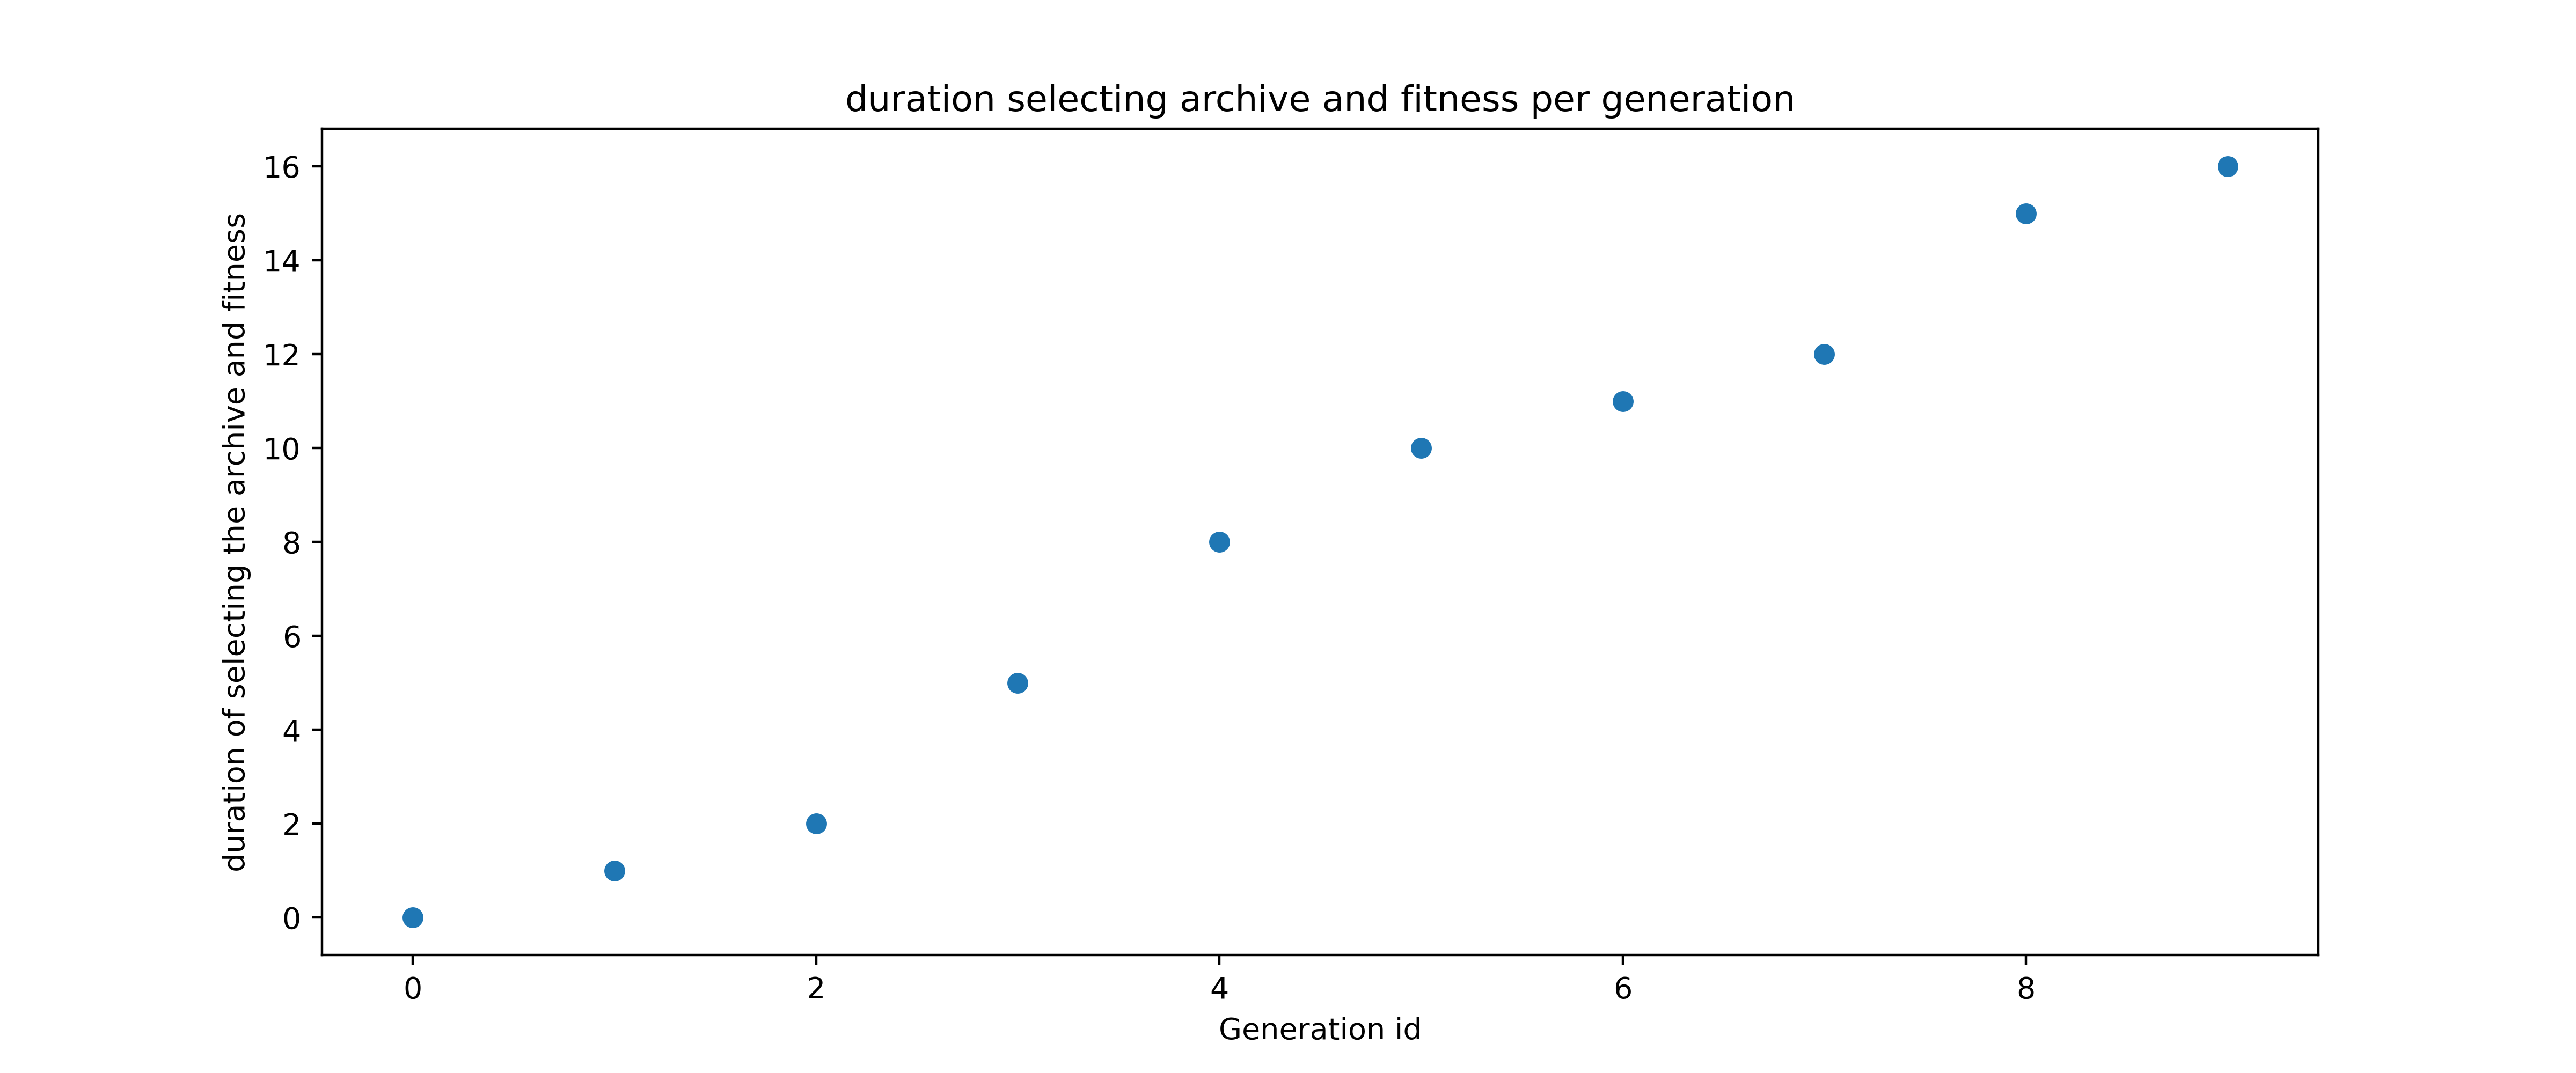 duration selecting archive and fitness per generation
duration of selecting the archive and fitness
16
14
12
10
8
6
4
2
0
0 2 4 6 8
Generation id